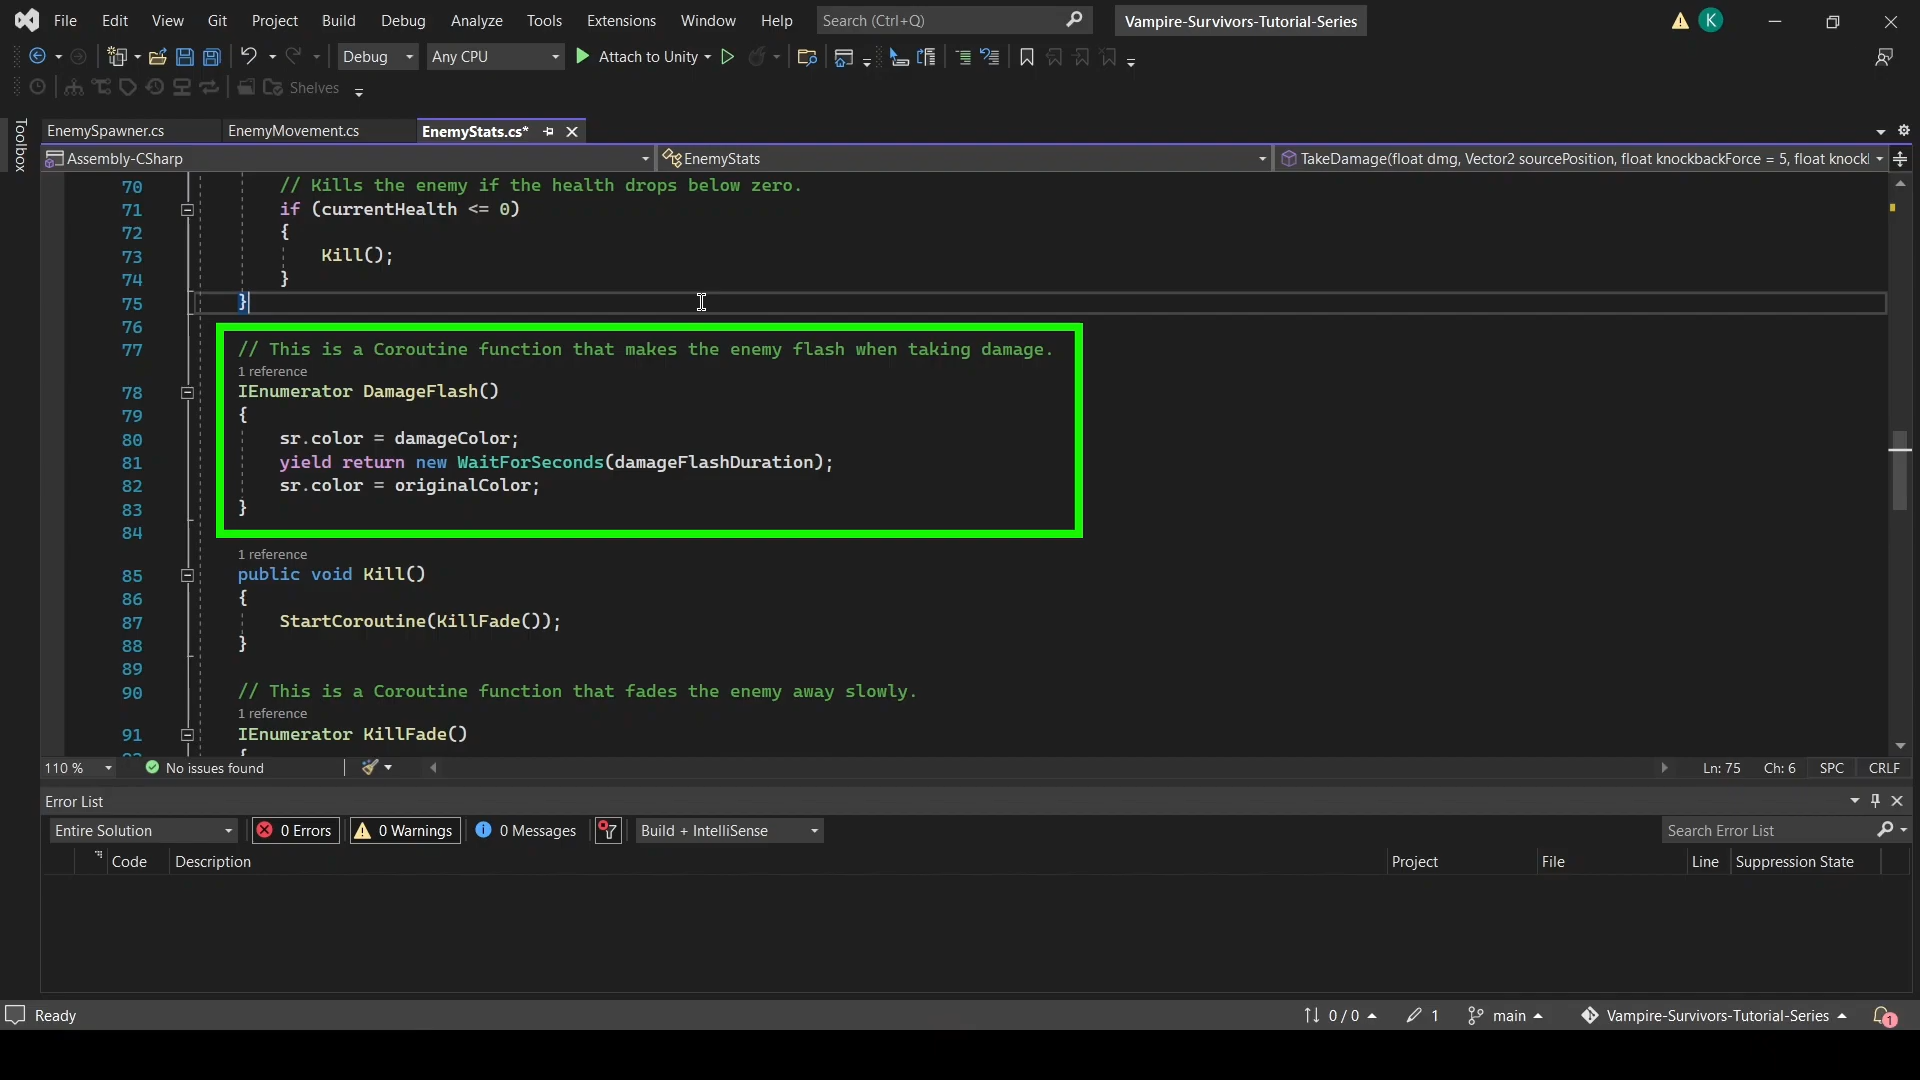 File Edit View Git Project Build Debug Analyze Tools Extensions Window Help Search (Ctrl+Q) Vampire-Survivors-Tutorial-Series K
Debug Any CPU Attach to Unity
Shelves
Toolbox
EnemySpawner.cs EnemyMovement.cs EnemyStats.cs*
Assembly-CSharp EnemyStats TakeDamage(float dmg, Vector2 sourcePosition, float knockbackForce = 5, float knockl
70 // Kills the enemy if the health drops below zero.
71 if (currentHealth <= 0)
72 {
73 Kill();
74 }
75 }
76
77 // This is a Coroutine function that makes the enemy flash when taking damage.
1 reference
78 IEnumerator DamageFlash()
79 {
80 sr.color = damageColor;
81 yield return new WaitForSeconds(damageFlashDuration);
82 sr.color = originalColor;
83 }
84
1 reference
85 public void Kill()
86 {
87 StartCoroutine(KillFade());
88 }
89
90 // This is a Coroutine function that fades the enemy away slowly.
1 reference
91 IEnumerator KillFade()
{
110 % No issues found Ln: 75 Ch: 6 SPC CRLF
Error List
Entire Solution 0 Errors 0 Warnings 0 Messages Build + IntelliSense Search Error List
Code Description Project File Line Suppression State
Ready 0 / 0 1 main Vampire-Survivors-Tutorial-Series 1